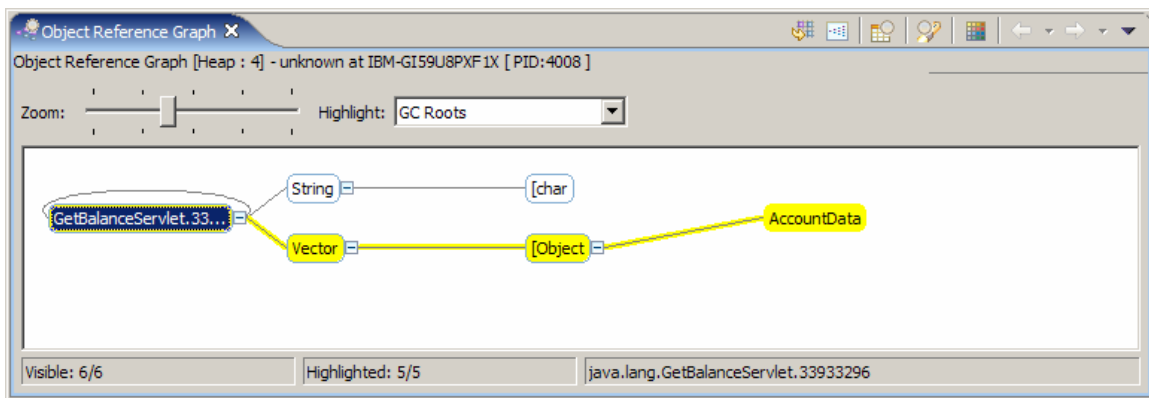 Object Reference Graph
Object Reference Graph [Heap : 4] - unknown at IBM-GI59U8PXF1X [ PID:4008 ]
Zoom: Highlight: GC Roots
String [char
GetBalanceServlet.33... AccountData
Vector [Object
Visible: 6/6 Highlighted: 5/5 java.lang.GetBalanceServlet.33933296